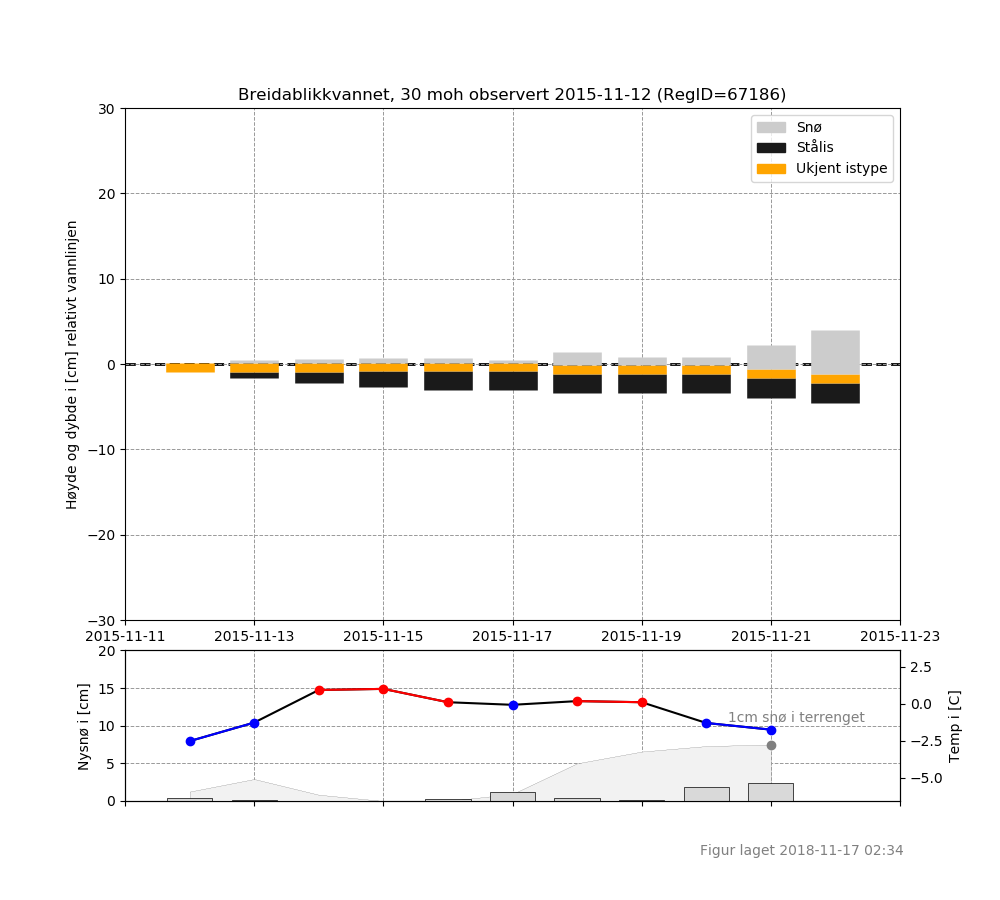 Breidablikkvannet, 30 moh observert 2015-11-12 (RegID=67186)
Snø
Stålis
Ukjent istype
Høyde og dybde i [cm] relativt vannlinjen
30
20
10
0
−10
−20
−30
2015-11-11 2015-11-13 2015-11-15 2015-11-17 2015-11-19 2015-11-21 2015-11-23
Nysnø i [cm]
20
15
10
5
0
1cm snø i terrenget
2.5
0.0
−2.5
−5.0
Temp i [C]
Figur laget 2018-11-17 02:34